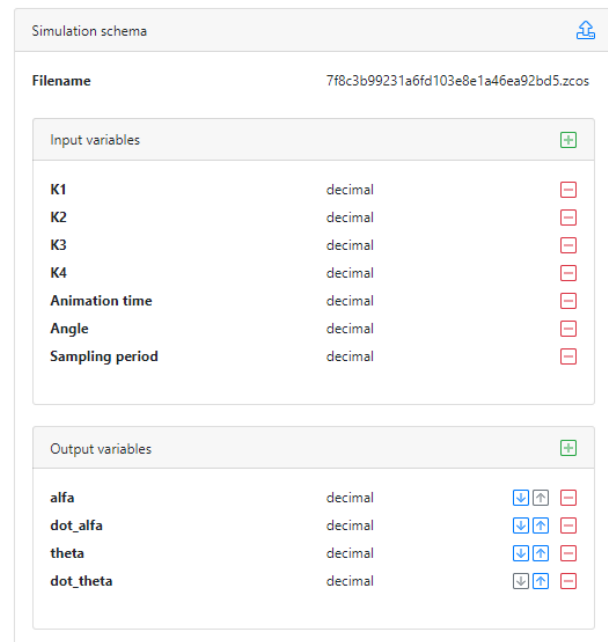 Simulation schema
Filename 7f8c3b99231a6fd103e8e1a46ea92bd5.zcos
Input variables
K1 decimal
K2 decimal
K3 decimal
K4 decimal
Animation time decimal
Angle decimal
Sampling period decimal
Output variables
alfa decimal
dot_alfa decimal
theta decimal
dot_theta decimal